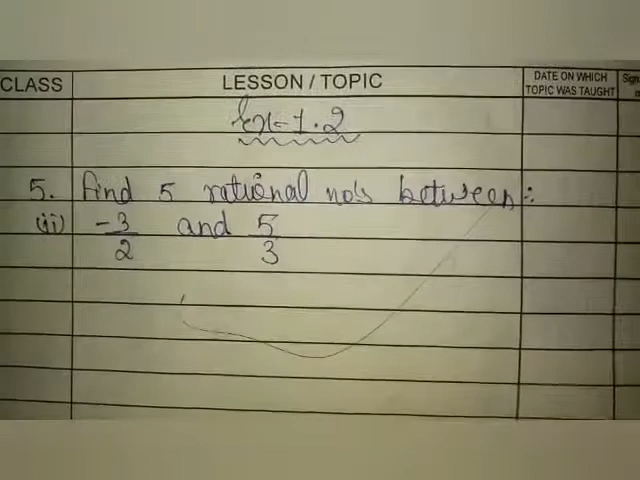 CLASS LESSON / TOPIC DATE ON WHICH TOPIC WAS TAUGHT
Ex-1.2
5. Find 5 rational no's between:
(ii) -3/2 and 5/3